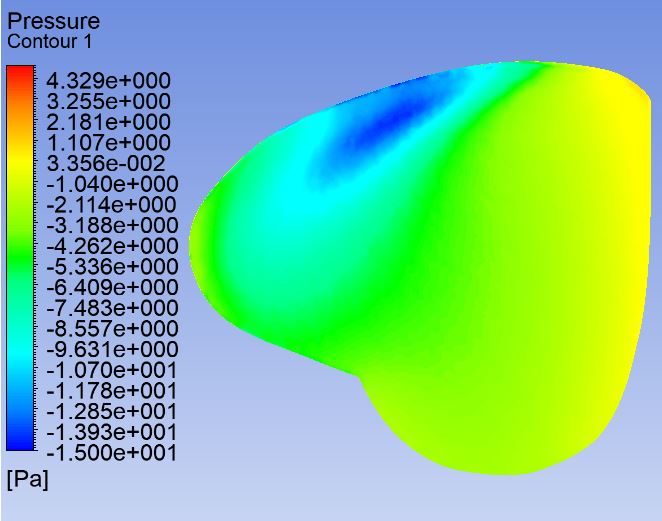 Pressure
Contour 1
4.329e+000
3.255e+000
2.181e+000
1.107e+000
3.356e-002
-1.040e+000
-2.114e+000
-3.188e+000
-4.262e+000
-5.336e+000
-6.409e+000
-7.483e+000
-8.557e+000
-9.631e+000
-1.070e+001
-1.178e+001
-1.285e+001
-1.393e+001
-1.500e+001
[Pa]